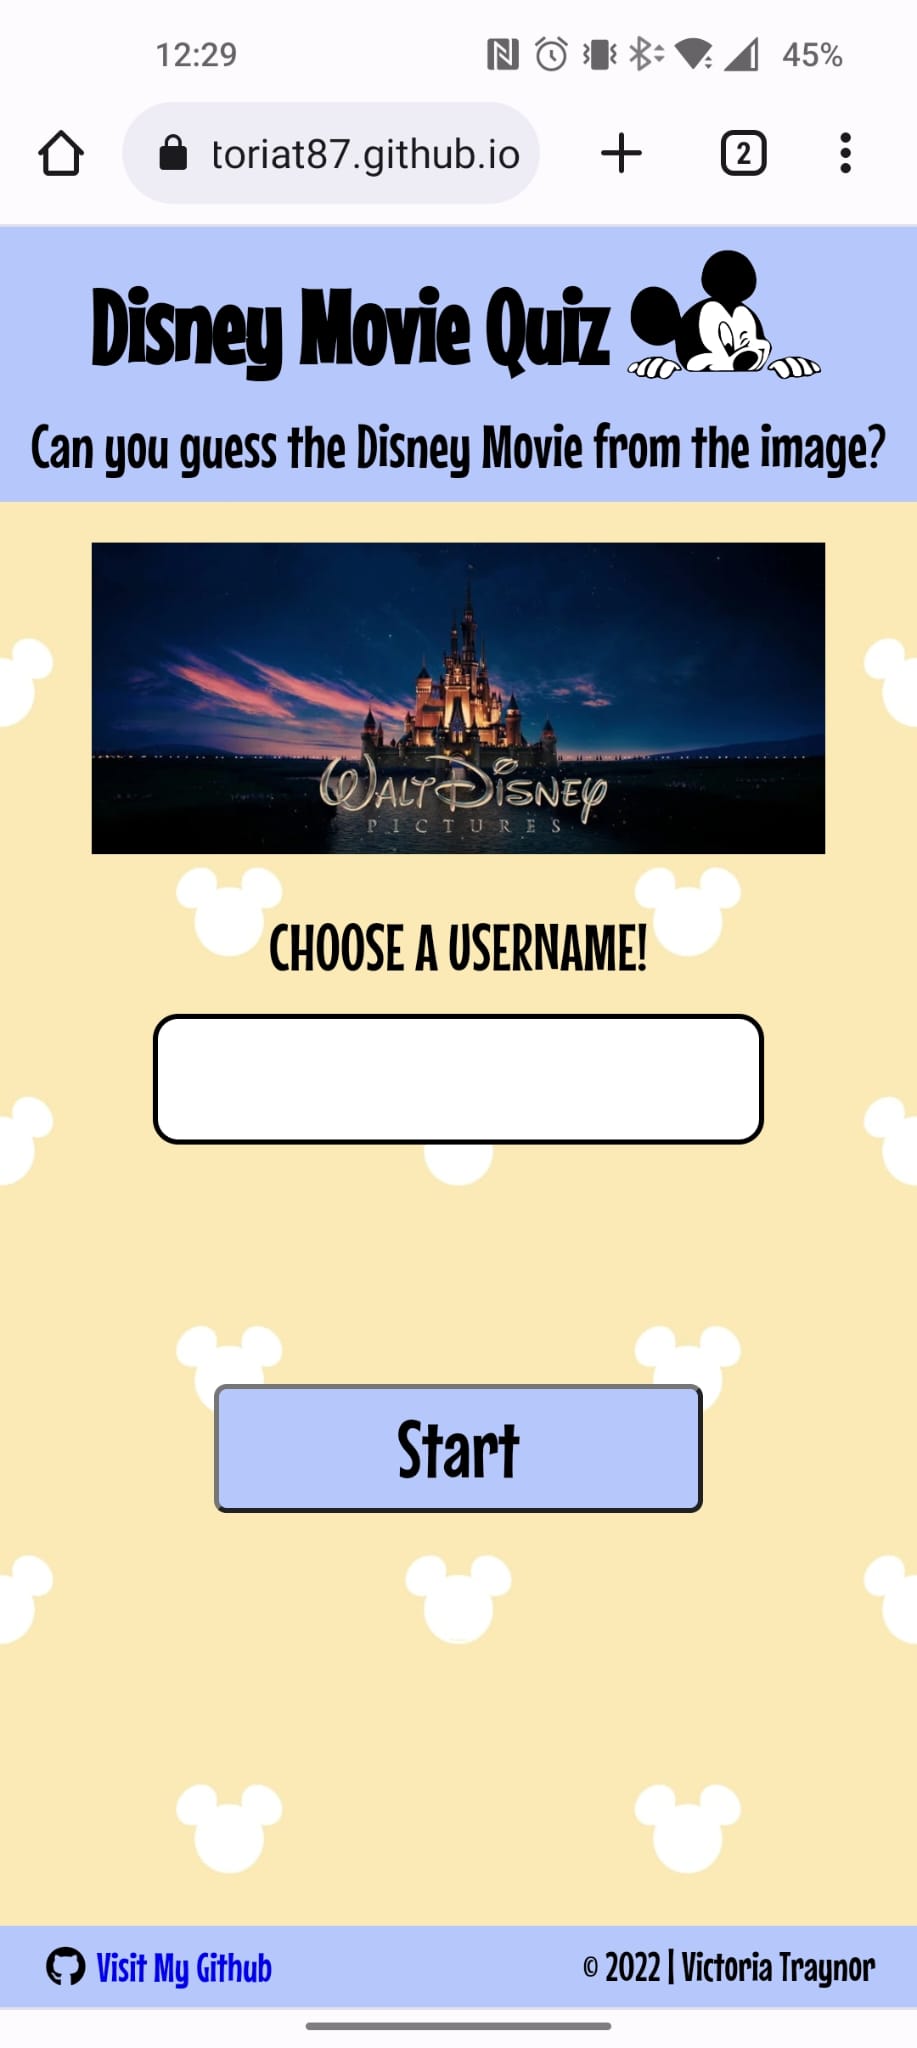 12:29
45%
toriat87.github.io
2
Disney Movie Quiz
Can you guess the Disney Movie from the image?
WALT DISNEY
PICTURES
CHOOSE A USERNAME!
Start
Visit My Github
© 2022 | Victoria Traynor